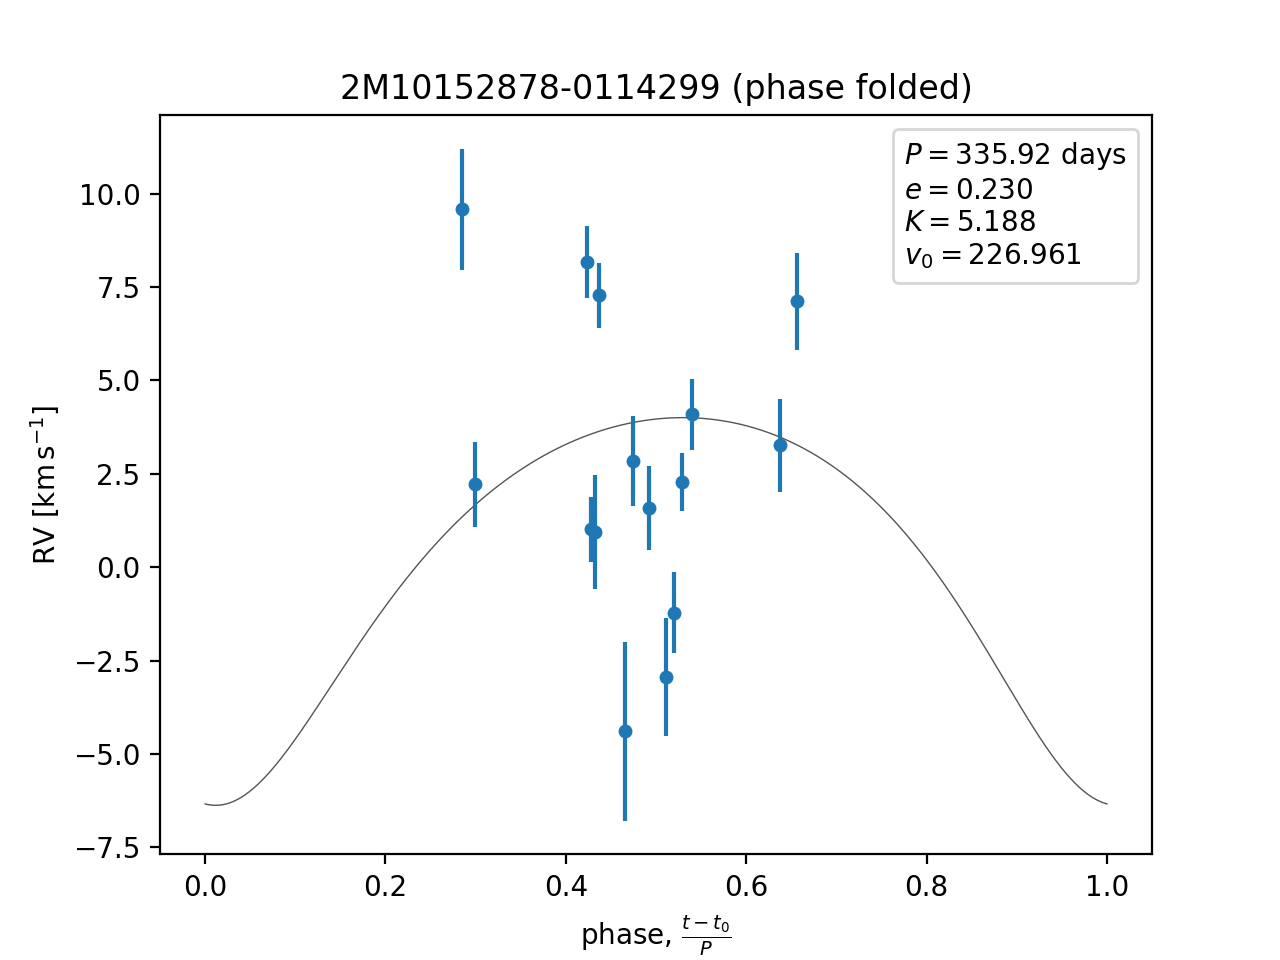 2M10152878-0114299 (phase folded)
P = 335.92 days
e = 0.230
K = 5.188
v₀ = 226.961
RV [km s⁻¹]
10.0
7.5
5.0
2.5
0.0
−2.5
−5.0
−7.5
0.0 0.2 0.4 0.6 0.8 1.0
phase, (t − t₀)/P